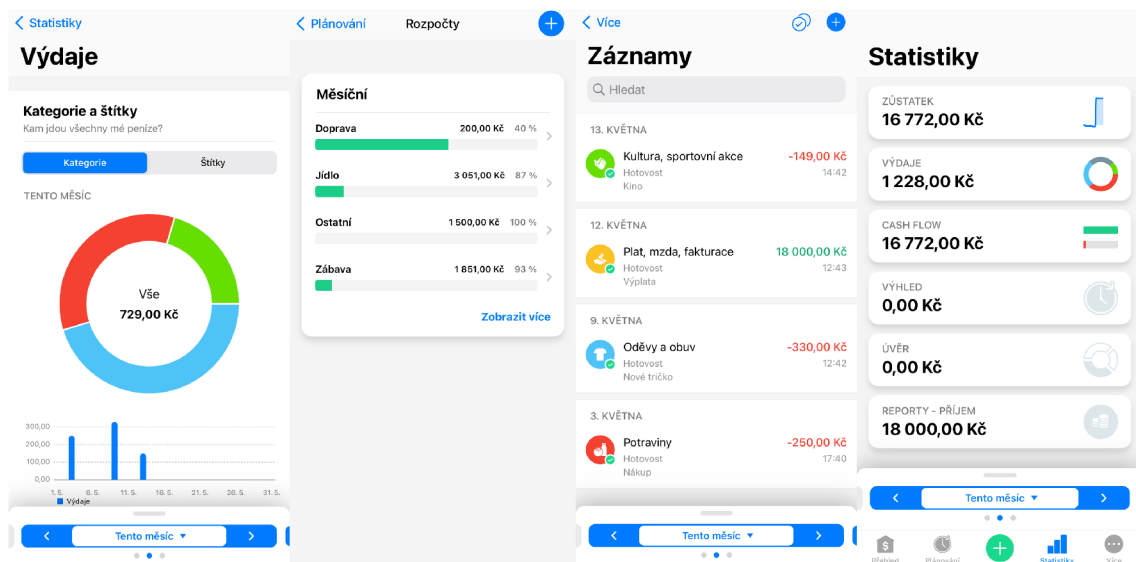 Statistiky
Výdaje
Kategorie a štítky
Kam jdou všechny mé peníze?
Kategorie
Štítky
TENTO MĚSÍC
Vše
729,00 Kč
300,00
200,00
100,00
0,00
1. 5.
6. 5.
11. 5.
16. 5.
21. 5.
26. 5.
31. 5.
Výdaje
Tento měsíc
Plánování
Rozpočty
Měsíční
Doprava 200,00 Kč 40 %
Jídlo 3 051,00 Kč 87 %
Ostatní 1 500,00 Kč 100 %
Zábava 1 851,00 Kč 93 %
Zobrazit více
Více
Záznamy
Hledat
13. KVĚTNA
Kultura, sportovní akce -149,00 Kč
Hotovost 14:42
Kino
12. KVĚTNA
Plat, mzda, fakturace 18 000,00 Kč
Hotovost 12:43
Výplata
9. KVĚTNA
Oděvy a obuv -330,00 Kč
Hotovost 12:42
Nové tričko
3. KVĚTNA
Potraviny -250,00 Kč
Hotovost 17:40
Nákup
Tento měsíc
Statistiky
ZŮSTATEK
16 772,00 Kč
VÝDAJE
1 228,00 Kč
CASH FLOW
16 772,00 Kč
VÝHLED
0,00 Kč
ÚVĚR
0,00 Kč
REPORTY - PŘÍJEM
18 000,00 Kč
Tento měsíc
Přehled
Plánování
Statistiky
Více